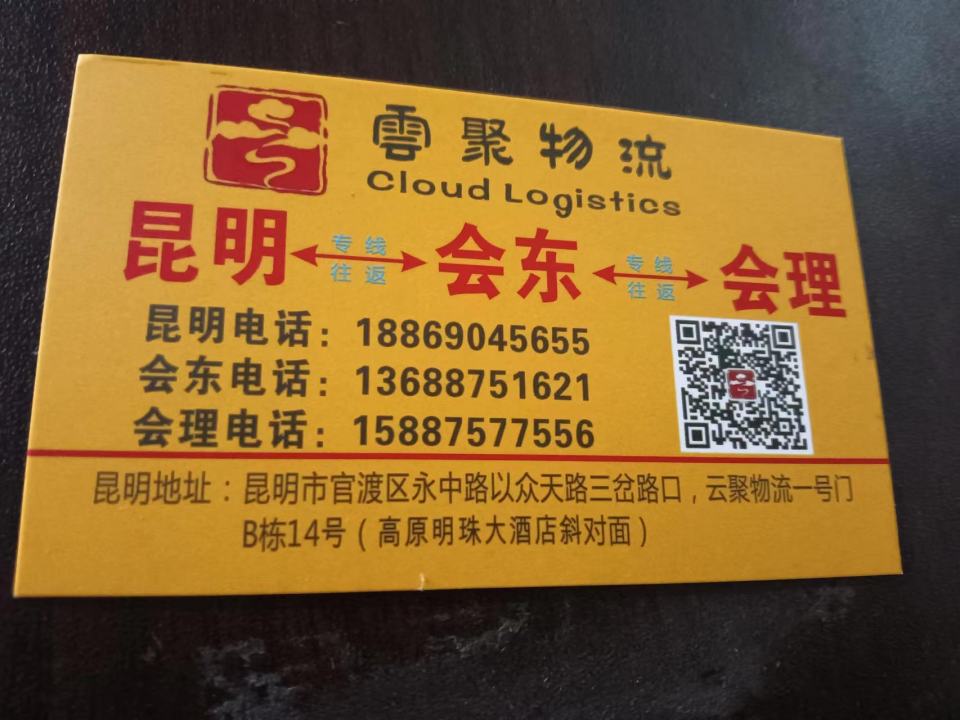 雲聚物流
Cloud Logistics
昆明 专线往返 会东 专线往返 会理
昆明电话：18869045655
会东电话：13688751621
会理电话：15887577556
昆明地址：昆明市官渡区永中路以众天路三岔路口，云聚物流一号门
B栋14号（高原明珠大酒店斜对面）